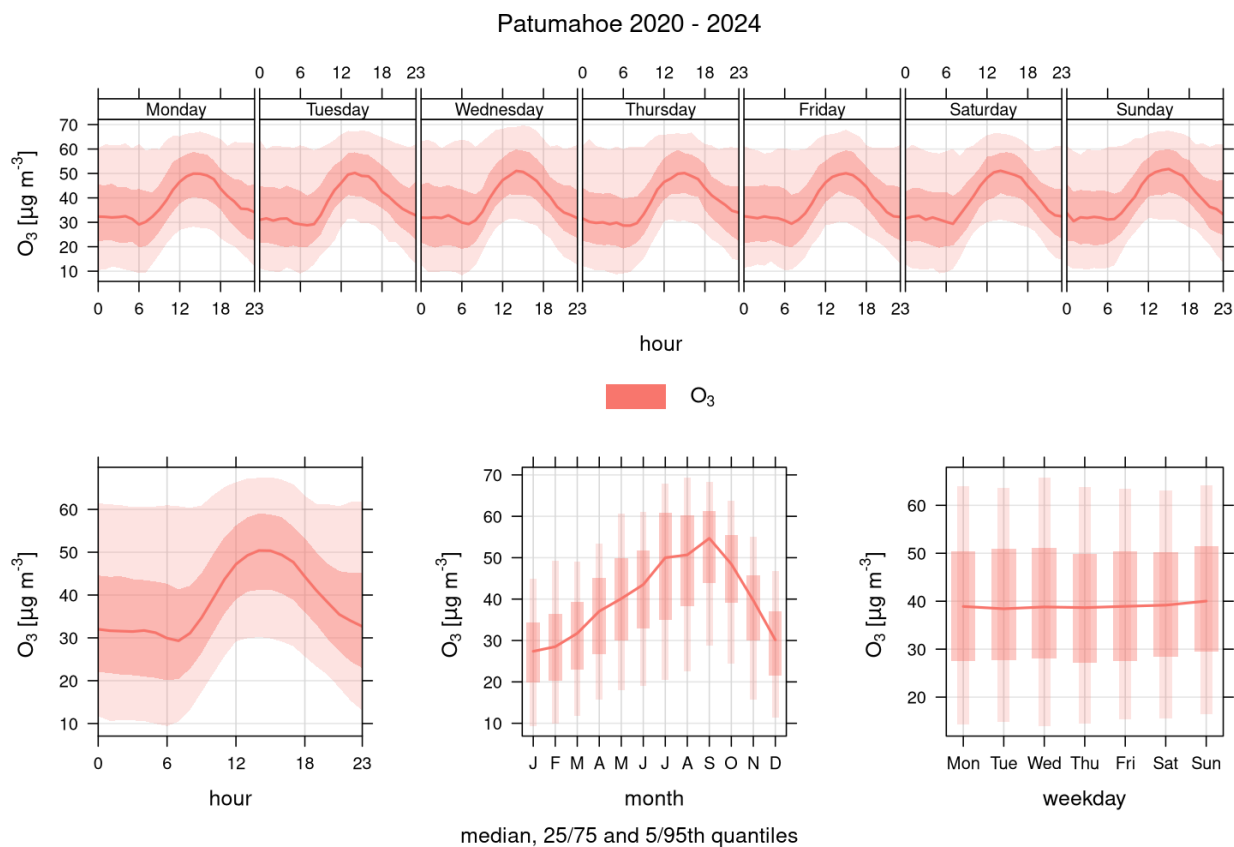 Patumahoe 2020 - 2024
0 6 12 18 23 0 6 12 18 23 0 6 12 18 23
Monday Tuesday Wednesday Thursday Friday Saturday Sunday
70
60
50
40
30
20
10
O₃ [µg m⁻³]
0 6 12 18 23 0 6 12 18 23 0 6 12 18 23 0 6 12 18 23
hour
O₃
60
50
40
30
20
10
O₃ [µg m⁻³]
0 6 12 18 23
hour
70
60
50
40
30
20
10
O₃ [µg m⁻³]
J F M A M J J A S O N D
month
60
50
40
30
20
O₃ [µg m⁻³]
Mon Tue Wed Thu Fri Sat Sun
weekday
median, 25/75 and 5/95th quantiles